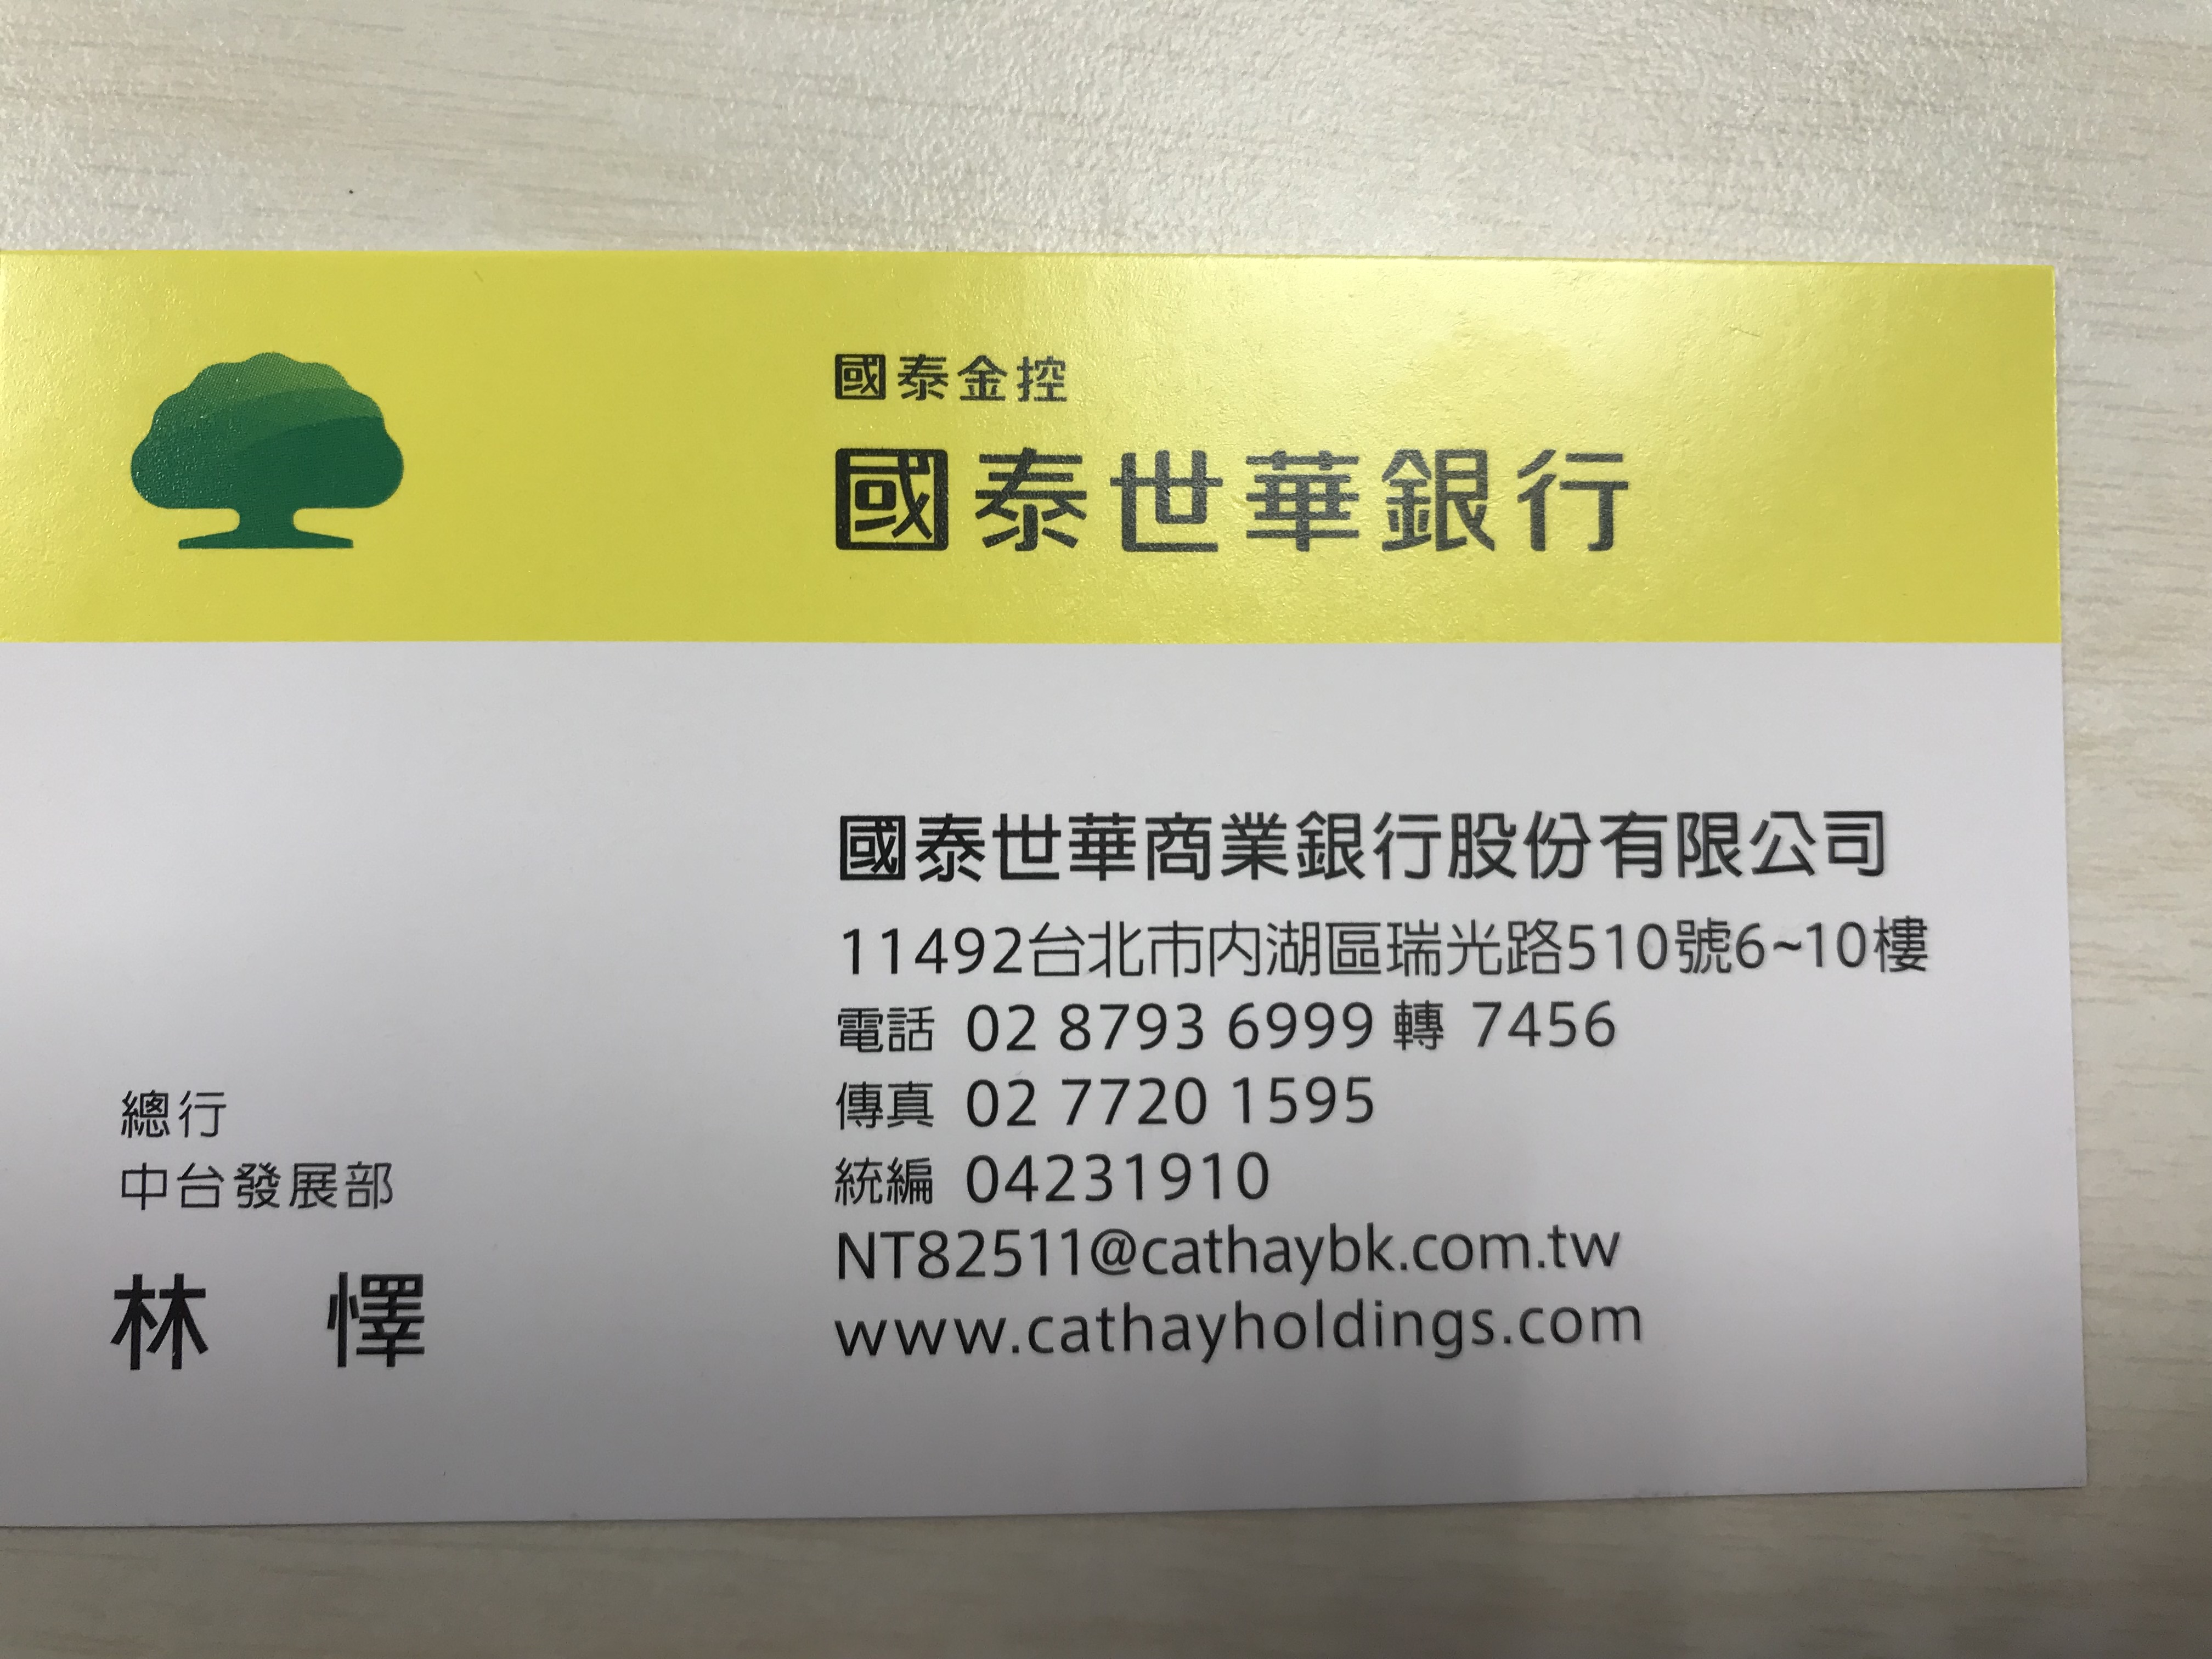 國泰金控
國泰世華銀行
國泰世華商業銀行股份有限公司
11492台北市內湖區瑞光路510號6~10樓
電話 02 8793 6999 轉 7456
傳真 02 7720 1595
統編 04231910
NT82511@cathaybk.com.tw
www.cathayholdings.com
總行
中台發展部
林 懌